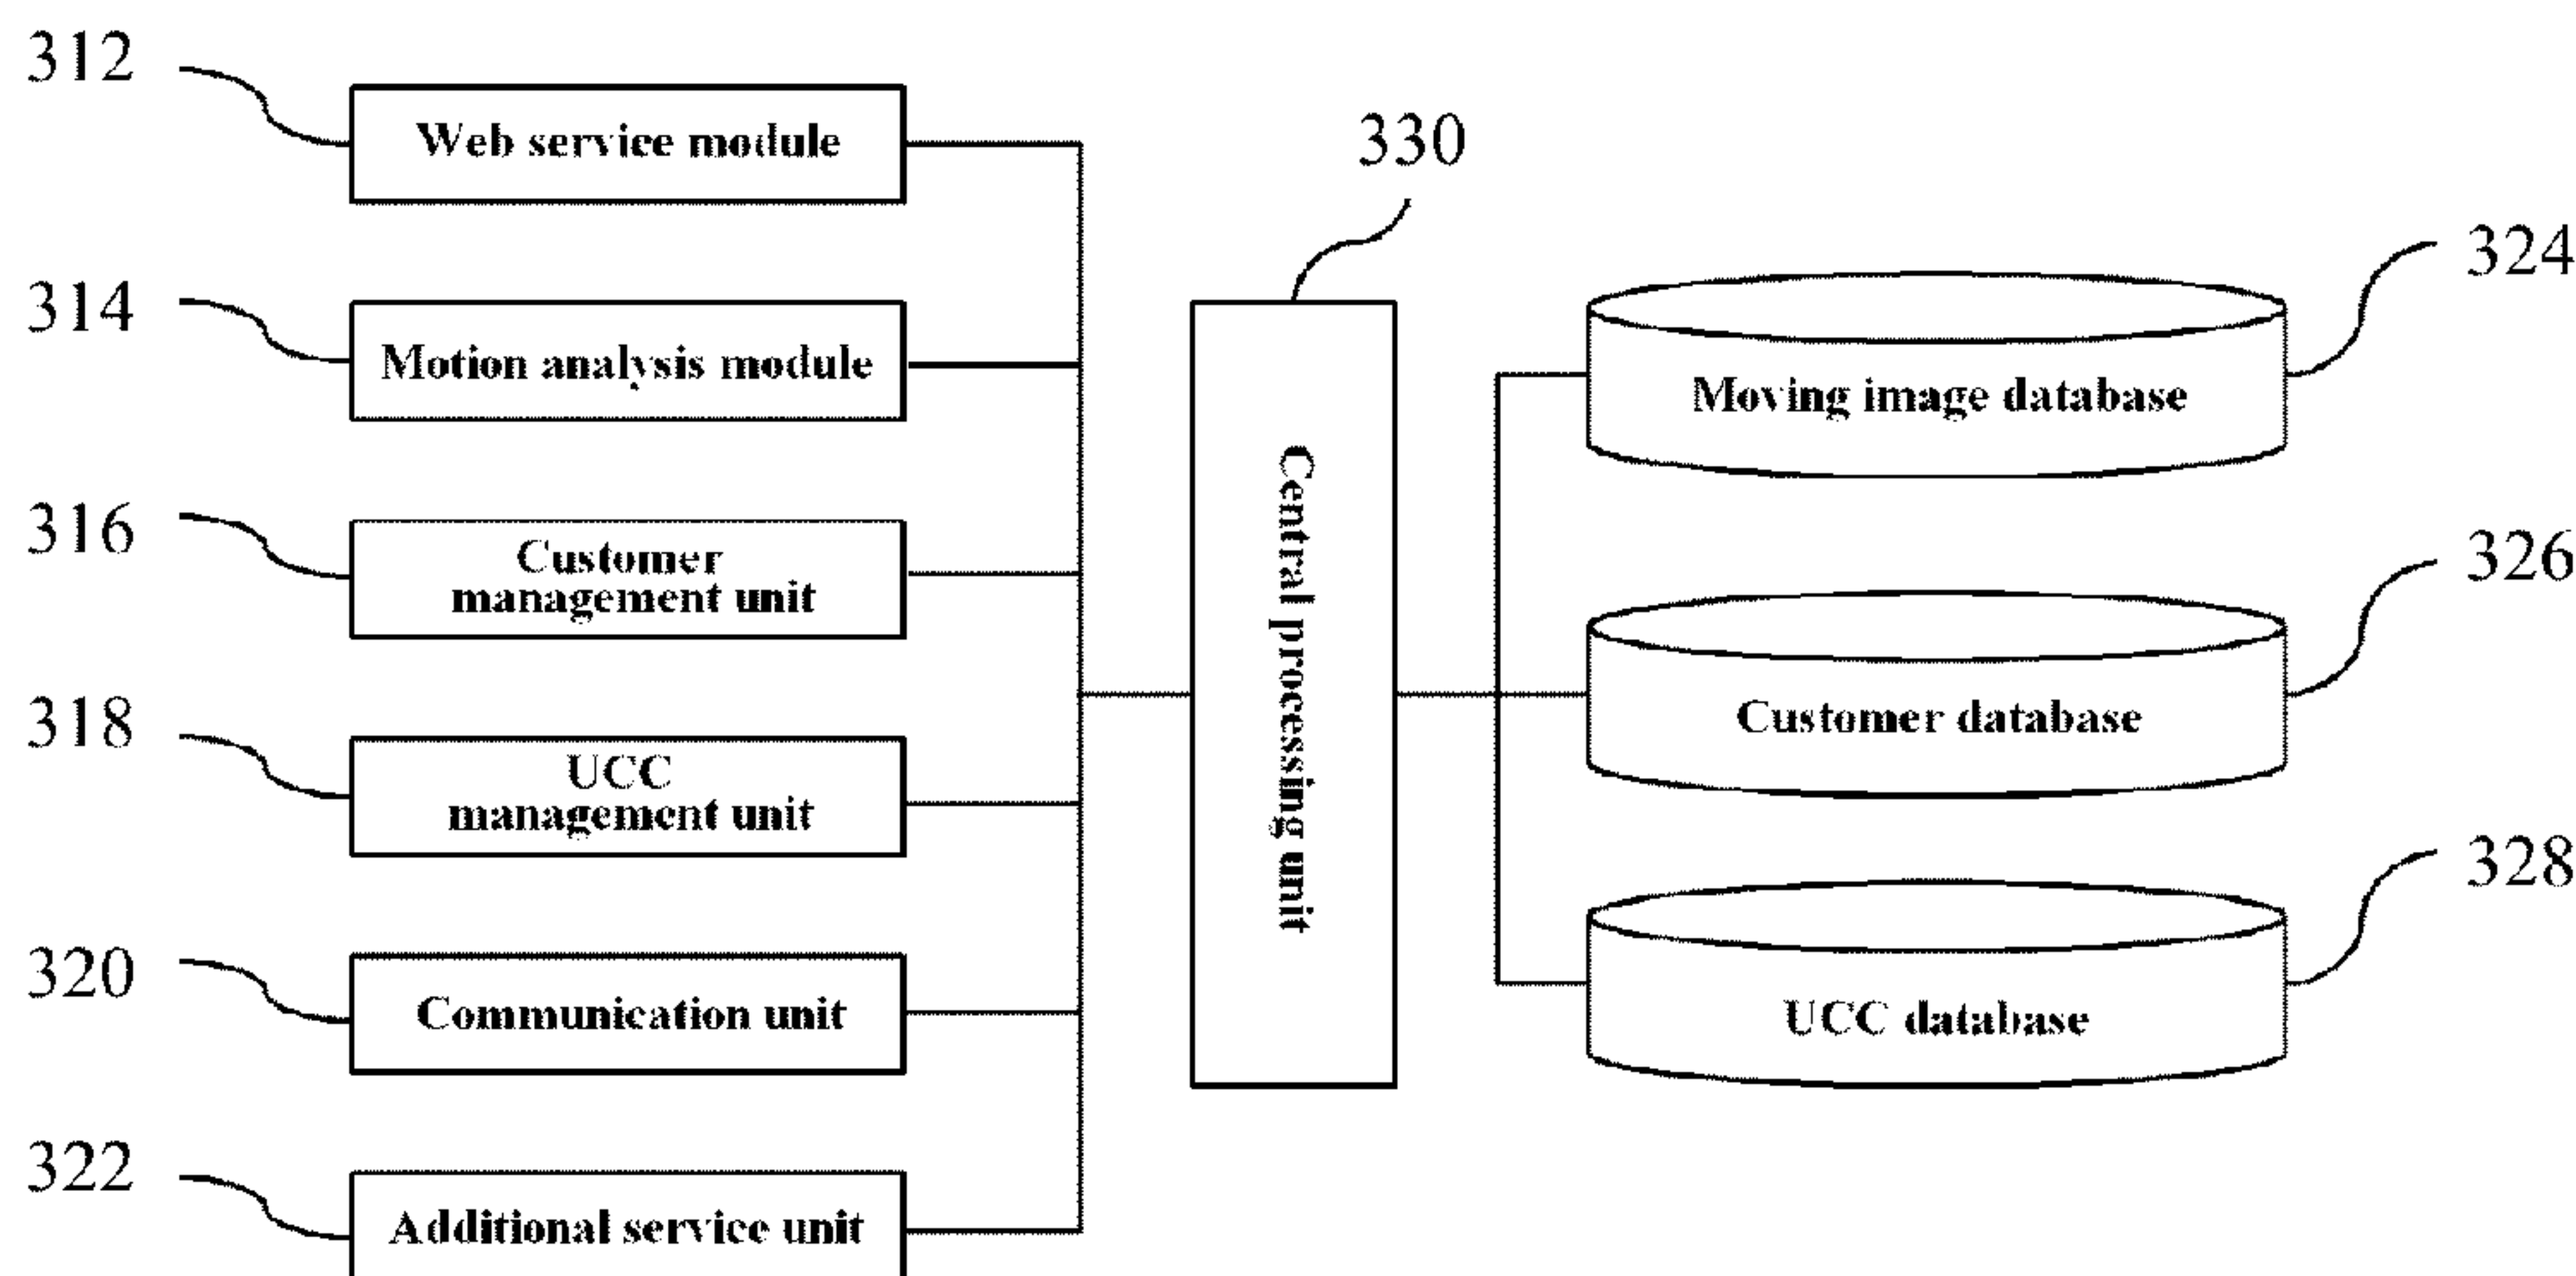 312
Web service module
314
Motion analysis module
316
Customer
management unit
318
UCC
management unit
320
Communication unit
322
Additional service unit
330
Central processing unit
324
Moving image database
326
Customer database
328
UCC database